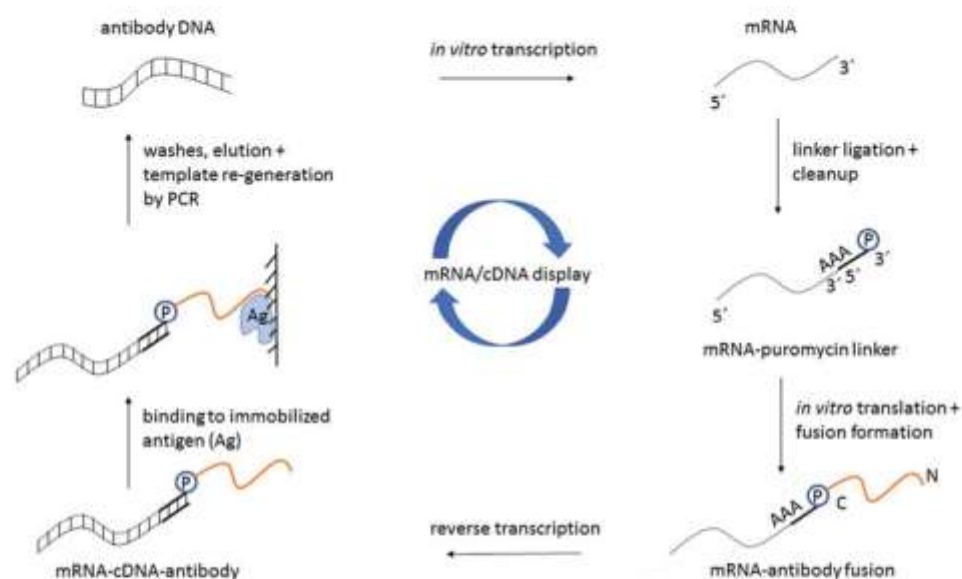 antibody DNA
in vitro transcription
mRNA
3´
5´
washes, elution +
template re-generation
by PCR
linker ligation +
cleanup
mRNA/cDNA display
P
AAA
3´
5´
3´
5´
mRNA-puromycin linker
P
Ag
binding to immobilized
antigen (Ag)
in vitro translation +
fusion formation
P
AAA
P
C
N
reverse transcription
mRNA-cDNA-antibody
mRNA-antibody fusion